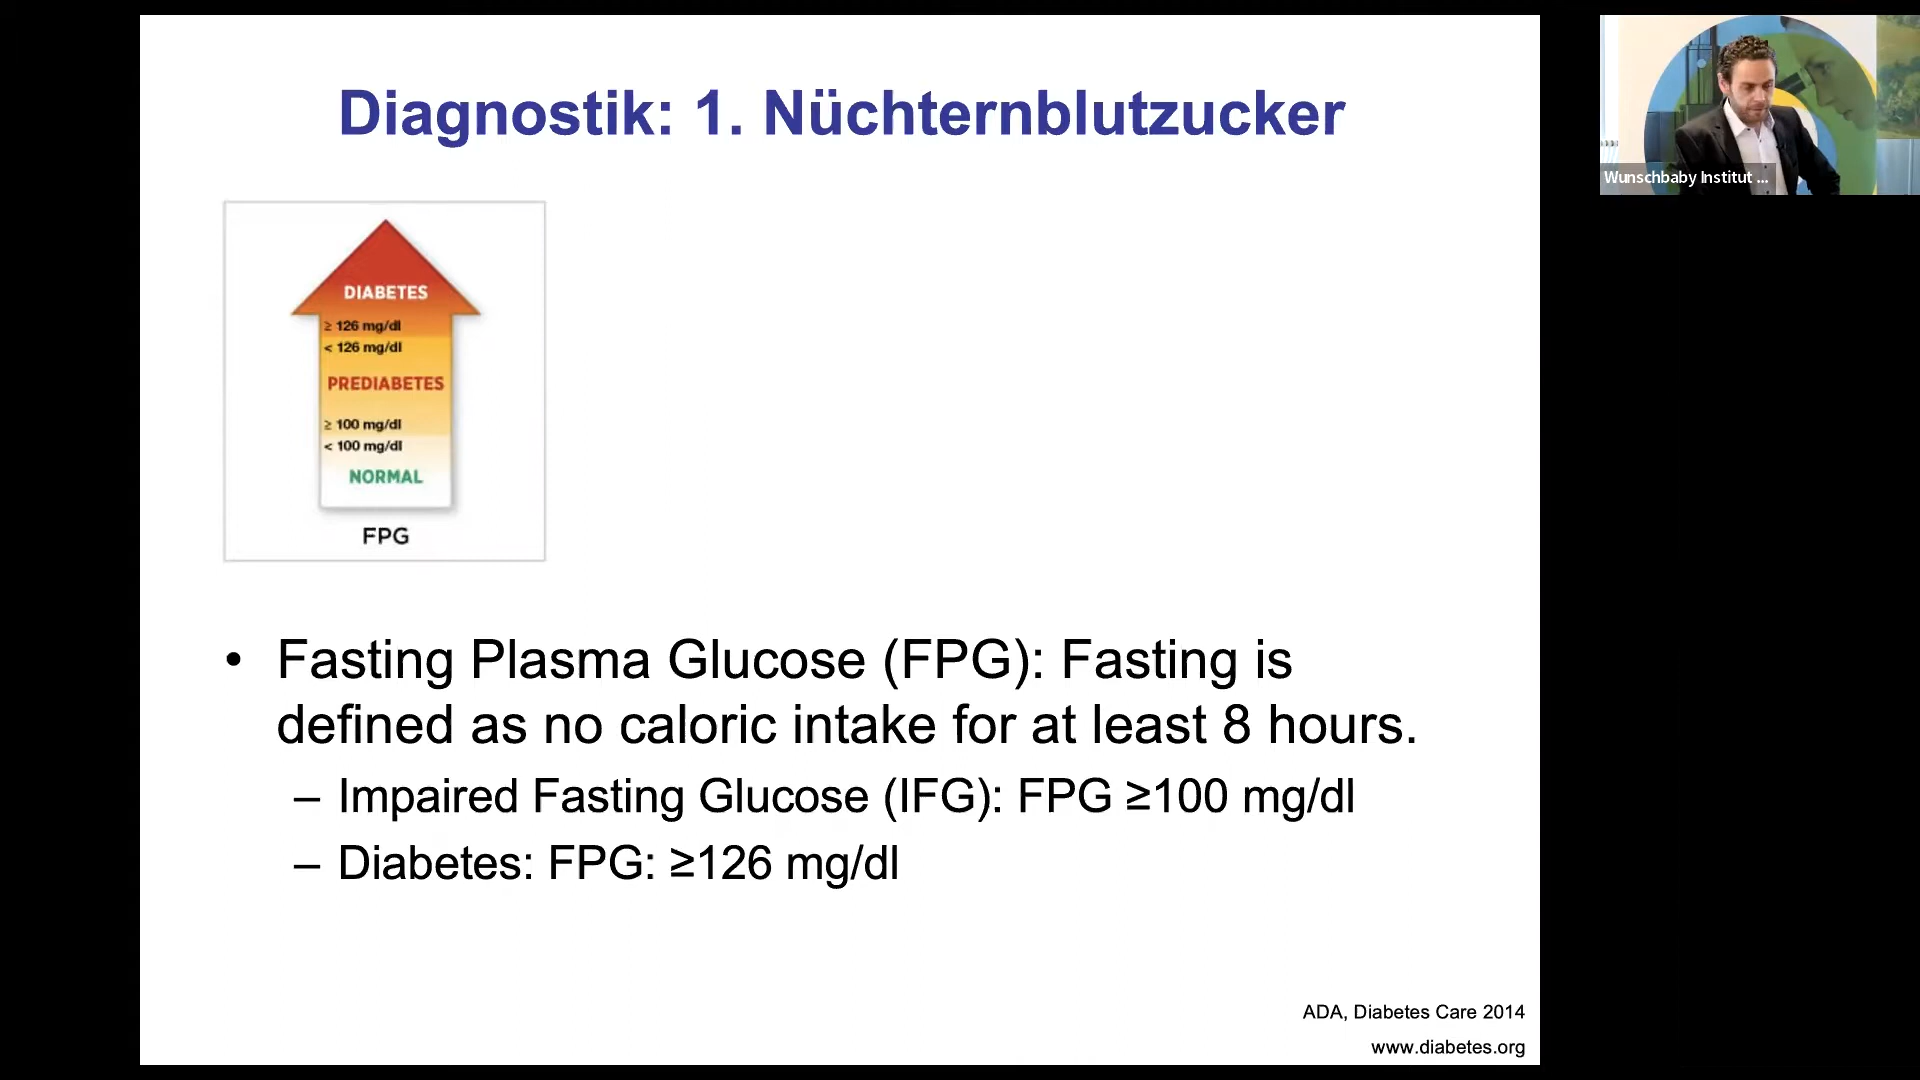 Diagnostik: 1. Nüchternblutzucker
Wunschbaby Institut ...
DIABETES
≥ 126 mg/dl
< 126 mg/dl
PREDIABETES
≥ 100 mg/dl
< 100 mg/dl
NORMAL
FPG
• Fasting Plasma Glucose (FPG): Fasting is
defined as no caloric intake for at least 8 hours.
– Impaired Fasting Glucose (IFG): FPG ≥100 mg/dl
– Diabetes: FPG: ≥126 mg/dl
ADA, Diabetes Care 2014
www.diabetes.org